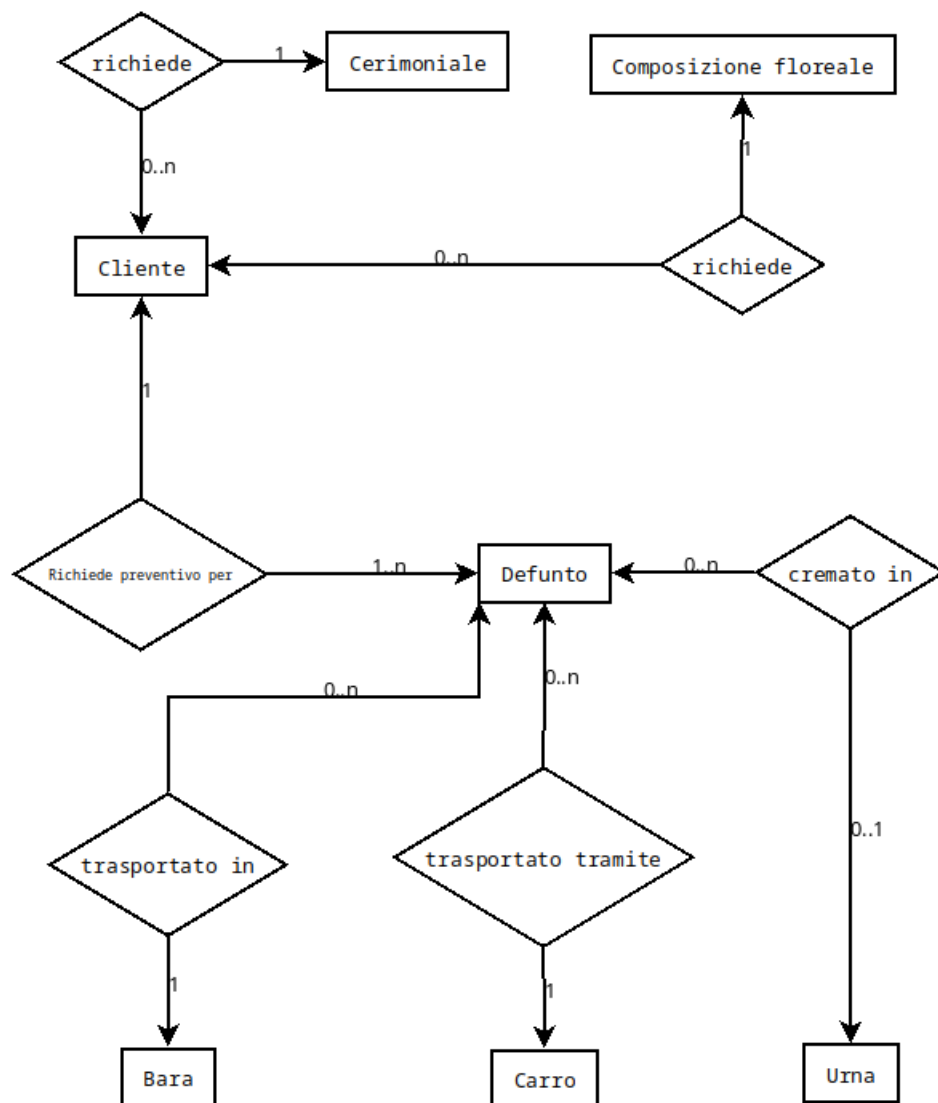 richiede
1
Cerimoniale
Composizione floreale
0..n
1
Cliente
0..n
richiede
1
Richiede preventivo per
1..n
Defunto
0..n
cremato in
0..n
0..n
trasportato in
trasportato tramite
0..1
1
1
Bara
Carro
Urna